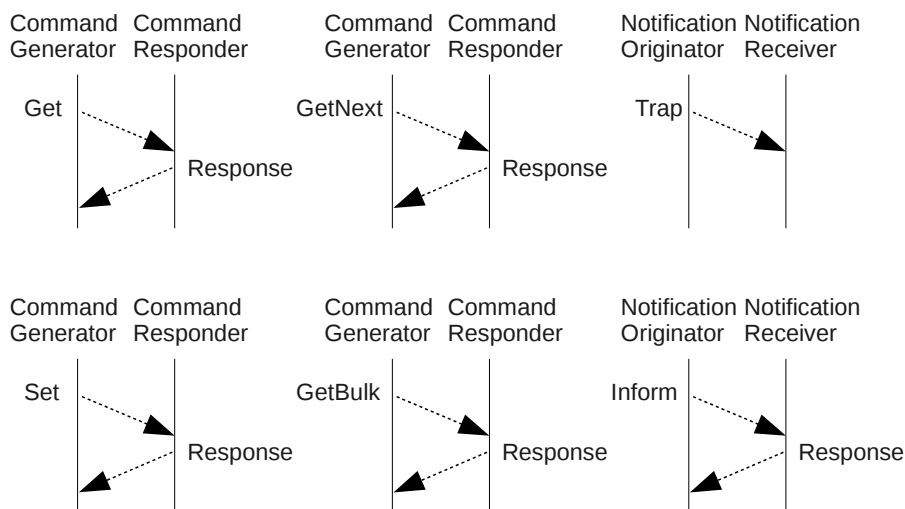 Command Command
Generator Responder
Get
Response
Command Command
Generator Responder
GetNext
Response
Notification Notification
Originator Receiver
Trap
Command Command
Generator Responder
Set
Response
Command Command
Generator Responder
GetBulk
Response
Notification Notification
Originator Receiver
Inform
Response